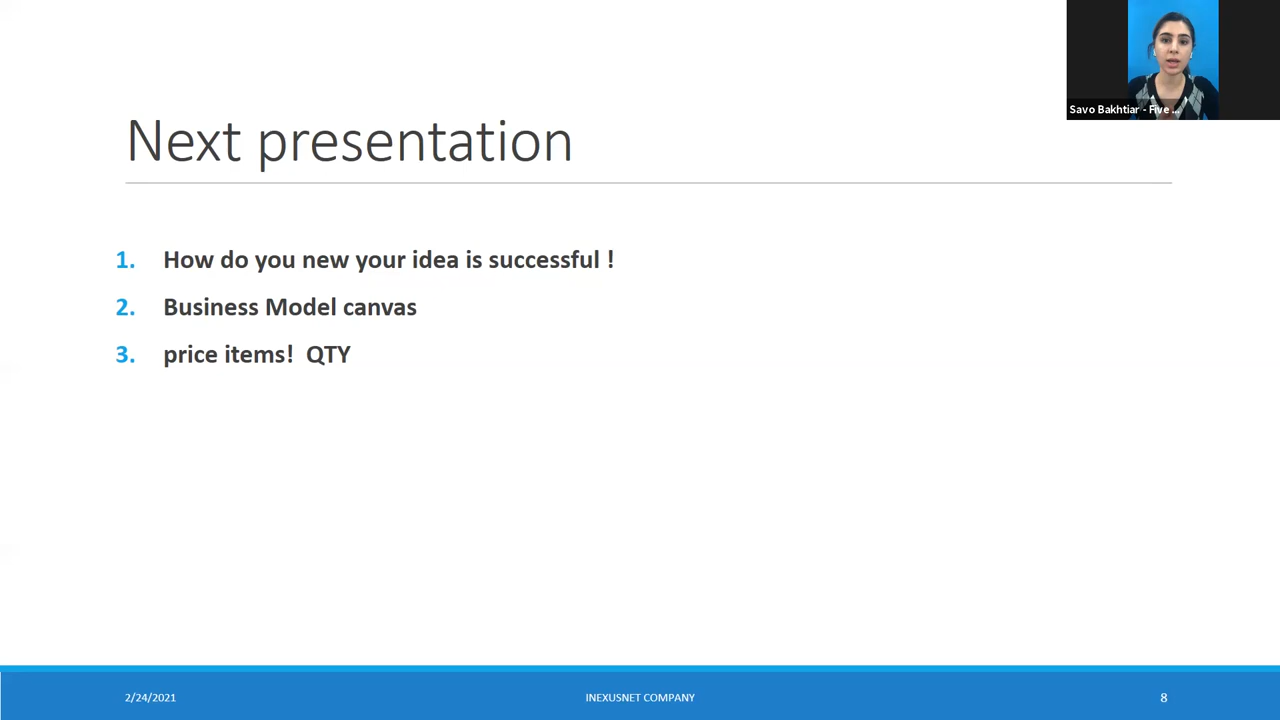 Savo Bakhtiar - Five ...
Next presentation
1. How do you new your idea is successful !
2. Business Model canvas
3. price items!  QTY
2/24/2021
INEXUSNET COMPANY
8